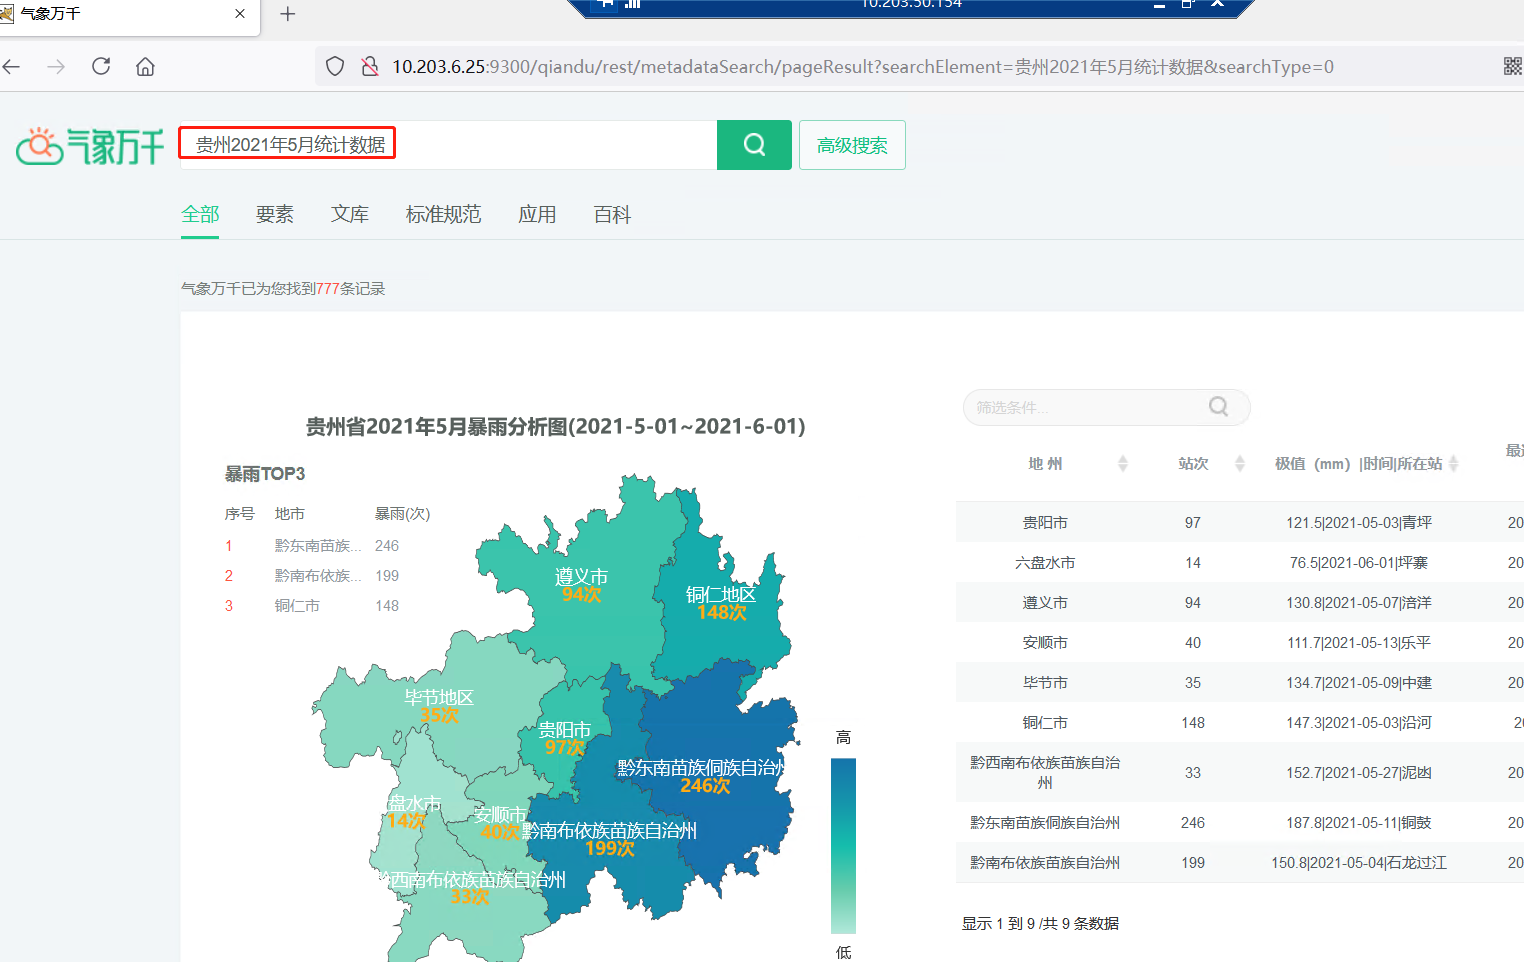 气象万千
10.203.50.154
10.203.6.25:9300/qiandu/rest/metadataSearch/pageResult?searchElement=贵州2021年5月统计数据&searchType=0
气象万千
贵州2021年5月统计数据
高级搜索
全部 要素 文库 标准规范 应用 百科
气象万千已为您找到777条记录
贵州省2021年5月暴雨分析图(2021-5-01~2021-6-01)
暴雨TOP3
序号 地市 暴雨(次)
1 黔东南苗族... 246
2 黔南布依族... 199
3 铜仁市 148
遵义市
94次
铜仁地区
148次
毕节地区
35次
贵阳市
97次
黔东南苗族侗族自治州
246次
盘水市
14次
安顺市
40次
黔南布依族苗族自治州
199次
黔西南布依族苗族自治州
33次
高
低
筛选条件...
地 州 站次 极值（mm）|时间|所在站 最
贵阳市 97 121.5|2021-05-03|青坪 20
六盘水市 14 76.5|2021-06-01|坪寨 20
遵义市 94 130.8|2021-05-07|涪洋 20
安顺市 40 111.7|2021-05-13|乐平 20
毕节市 35 134.7|2021-05-09|中建 20
铜仁市 148 147.3|2021-05-03|沿河 2
黔西南布依族苗族自治
州 33 152.7|2021-05-27|泥凼 20
黔东南苗族侗族自治州 246 187.8|2021-05-11|铜鼓 20
黔南布依族苗族自治州 199 150.8|2021-05-04|石龙过江 20
显示 1 到 9 /共 9 条数据